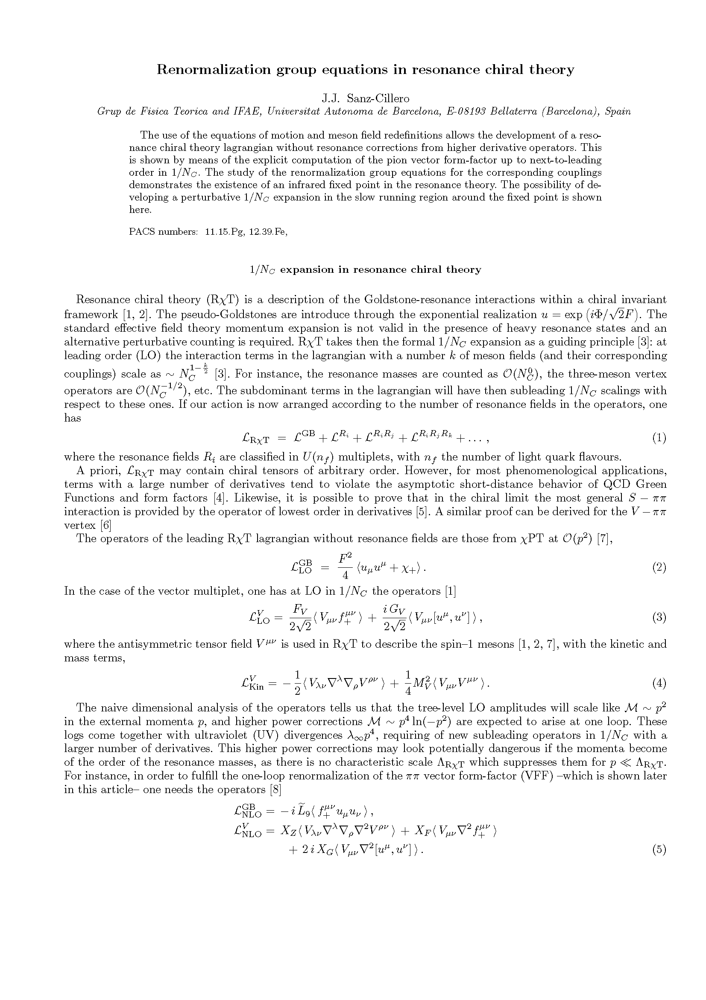 Renormalization group equations in resonance chiral theory
J.J. Sanz-Cillero
Grup de Fisica Teorica and IFAE, Universitat Autonoma de Barcelona, E-08193 Bellaterra (Barcelona), Spain
The use of the equations of motion and meson field redefinitions allows the development of a reso-
nance chiral theory lagrangian without resonance corrections from higher derivative operators. This
is shown by means of the explicit computation of the pion vector form-factor up to next-to-leading
order in $1/N_C$. The study of the renormalization group equations for the corresponding couplings
demonstrates the existence of an infrared fixed point in the resonance theory. The possibility of de-
veloping a perturbative $1/N_C$ expansion in the slow running region around the fixed point is shown
here.
PACS numbers: 11.15.Pg, 12.39.Fe,
$1/N_C$ expansion in resonance chiral theory
Resonance chiral theory (R$\chi$T) is a description of the Goldstone-resonance interactions within a chiral invariant
framework [1, 2]. The pseudo-Goldstones are introduce through the exponential realization $u = \exp\left(i\Phi/\sqrt{2}F\right)$. The
standard effective field theory momentum expansion is not valid in the presence of heavy resonance states and an
alternative perturbative counting is required. R$\chi$T takes then the formal $1/N_C$ expansion as a guiding principle [3]: at
leading order (LO) the interaction terms in the lagrangian with a number $k$ of meson fields (and their corresponding
couplings) scale as $\sim N_C^{1-\frac{k}{2}}$ [3]. For instance, the resonance masses are counted as $\mathcal{O}(N_C^0)$, the three-meson vertex
operators are $\mathcal{O}(N_C^{-1/2})$, etc. The subdominant terms in the lagrangian will have then subleading $1/N_C$ scalings with
respect to these ones. If our action is now arranged according to the number of resonance fields in the operators, one
has
$\mathcal{L}_{\mathrm{R}\chi\mathrm{T}} = \mathcal{L}^{\mathrm{GB}} + \mathcal{L}^{R_i} + \mathcal{L}^{R_iR_j} + \mathcal{L}^{R_iR_jR_k} + \ldots ,$ (1)
where the resonance fields $R_i$ are classified in $U(n_f)$ multiplets, with $n_f$ the number of light quark flavours.
A priori, $\mathcal{L}_{\mathrm{R}\chi\mathrm{T}}$ may contain chiral tensors of arbitrary order. However, for most phenomenological applications,
terms with a large number of derivatives tend to violate the asymptotic short-distance behavior of QCD Green
Functions and form factors [4]. Likewise, it is possible to prove that in the chiral limit the most general $S - \pi\pi$
interaction is provided by the operator of lowest order in derivatives [5]. A similar proof can be derived for the $V - \pi\pi$
vertex [6]
The operators of the leading R$\chi$T lagrangian without resonance fields are those from $\chi$PT at $\mathcal{O}(p^2)$ [7],
$\mathcal{L}_{\mathrm{LO}}^{\mathrm{GB}} = \frac{F^2}{4} \langle u_\mu u^\mu + \chi_+ \rangle .$ (2)
In the case of the vector multiplet, one has at LO in $1/N_C$ the operators [1]
$\mathcal{L}_{\mathrm{LO}}^{V} = \frac{F_V}{2\sqrt{2}} \langle V_{\mu\nu} f_+^{\mu\nu} \rangle + \frac{i\, G_V}{2\sqrt{2}} \langle V_{\mu\nu} [u^\mu, u^\nu] \rangle ,$ (3)
where the antisymmetric tensor field $V^{\mu\nu}$ is used in R$\chi$T to describe the spin–1 mesons [1, 2, 7], with the kinetic and
mass terms,
$\mathcal{L}_{\mathrm{Kin}}^{V} = -\frac{1}{2} \langle V_{\lambda\nu} \nabla^\lambda \nabla_\rho V^{\rho\nu} \rangle + \frac{1}{4} M_V^2 \langle V_{\mu\nu} V^{\mu\nu} \rangle .$ (4)
The naive dimensional analysis of the operators tells us that the tree-level LO amplitudes will scale like $\mathcal{M} \sim p^2$
in the external momenta $p$, and higher power corrections $\mathcal{M} \sim p^4 \ln(-p^2)$ are expected to arise at one loop. These
logs come together with ultraviolet (UV) divergences $\lambda_\infty p^4$, requiring of new subleading operators in $1/N_C$ with a
larger number of derivatives. This higher power corrections may look potentially dangerous if the momenta become
of the order of the resonance masses, as there is no characteristic scale $\Lambda_{\mathrm{R}\chi\mathrm{T}}$ which suppresses them for $p \ll \Lambda_{\mathrm{R}\chi\mathrm{T}}$.
For instance, in order to fulfill the one-loop renormalization of the $\pi\pi$ vector form-factor (VFF) –which is shown later
in this article– one needs the operators [8]
$\mathcal{L}_{\mathrm{NLO}}^{\mathrm{GB}} = -i\, \widetilde{L}_9 \langle f_+^{\mu\nu} u_\mu u_\nu \rangle ,$
$\mathcal{L}_{\mathrm{NLO}}^{V} = X_Z \langle V_{\lambda\nu} \nabla^\lambda \nabla_\rho \nabla^2 V^{\rho\nu} \rangle + X_F \langle V_{\mu\nu} \nabla^2 f_+^{\mu\nu} \rangle$
$+ 2\, i\, X_G \langle V_{\mu\nu} \nabla^2 [u^\mu, u^\nu] \rangle .$ (5)